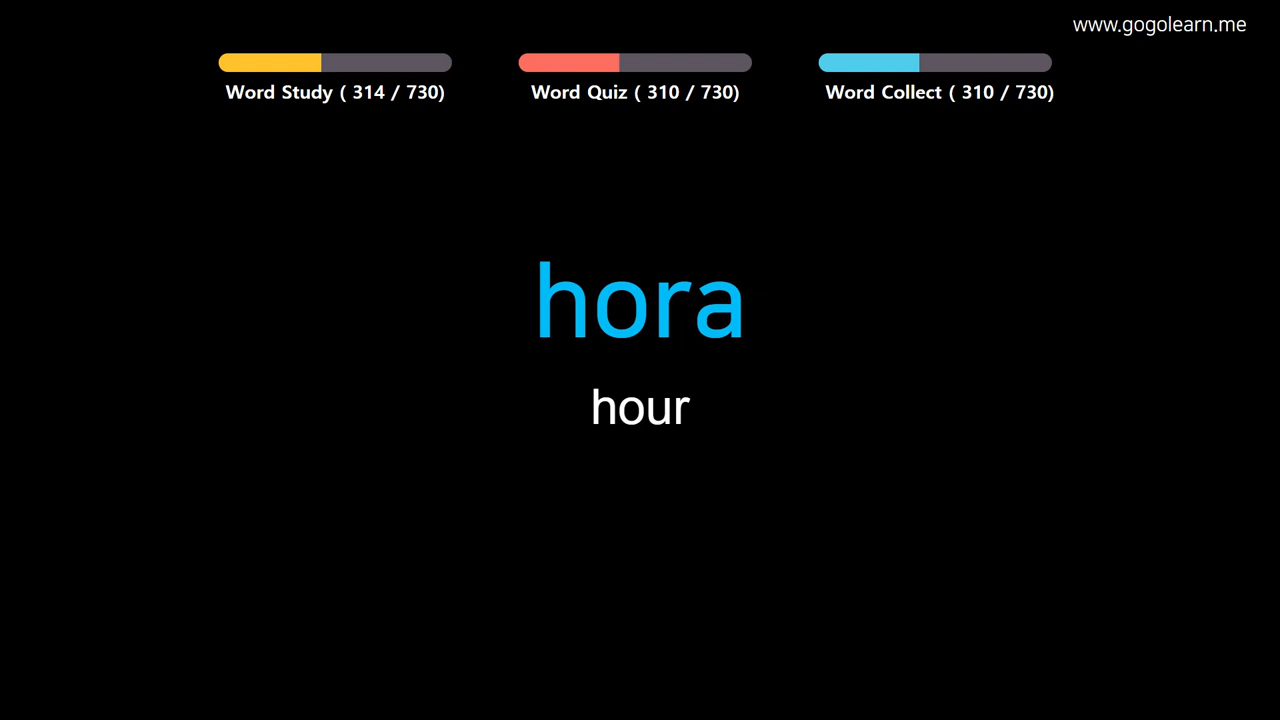 www.gogolearn.me
Word Study ( 314 / 730)
Word Quiz ( 310 / 730)
Word Collect ( 310 / 730)
hora
hour